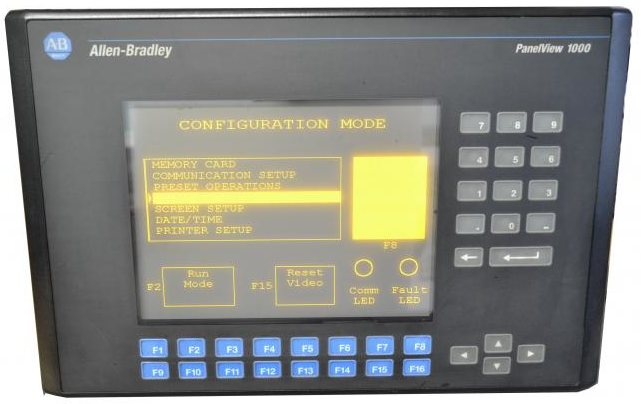 AB
Allen-Bradley
PanelView 1000
CONFIGURATION MODE
MEMORY CARD
COMMUNICATION SETUP
PRESET OPERATIONS
SCREEN SETUP
DATE/TIME
PRINTER SETUP
F8
F2
Run
Mode
F15
Reset
Video
Comm
LED
Fault
LED
7 8 9
4 5 6
1 2 3
. 0 -
F1 F2 F3 F4 F5 F6 F7 F8
F9 F10 F11 F12 F13 F14 F15 F16